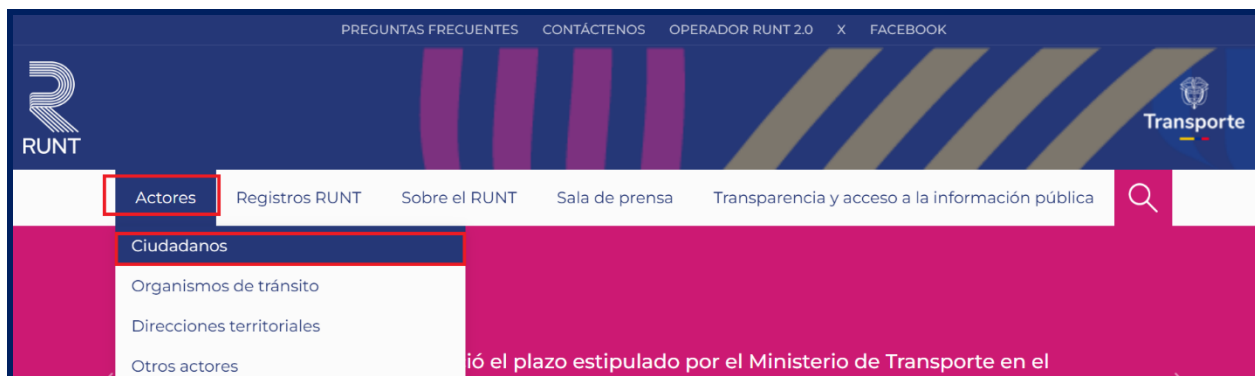 PREGUNTAS FRECUENTES CONTÁCTENOS OPERADOR RUNT 2.0 X FACEBOOK
RUNT
Transporte
Actores Registros RUNT Sobre el RUNT Sala de prensa Transparencia y acceso a la información pública
Ciudadanos
Organismos de tránsito
Direcciones territoriales
Otros actores
ió el plazo estipulado por el Ministerio de Transporte en el